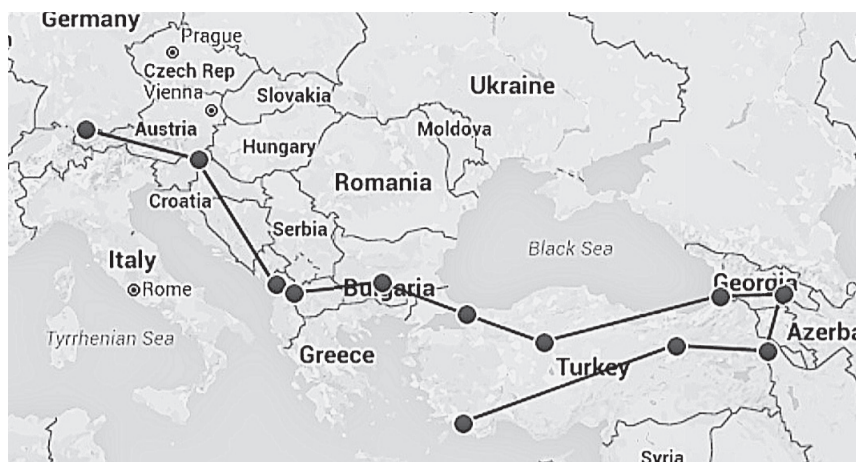 Germany
Prague
Czech Rep
Vienna
Slovakia
Ukraine
Austria
Moldova
Hungary
Romania
Croatia
Serbia
Italy
Black Sea
Rome
Bulgaria
Georgia
Tyrrhenian Sea
Azerba
Greece
Turkey
Syria